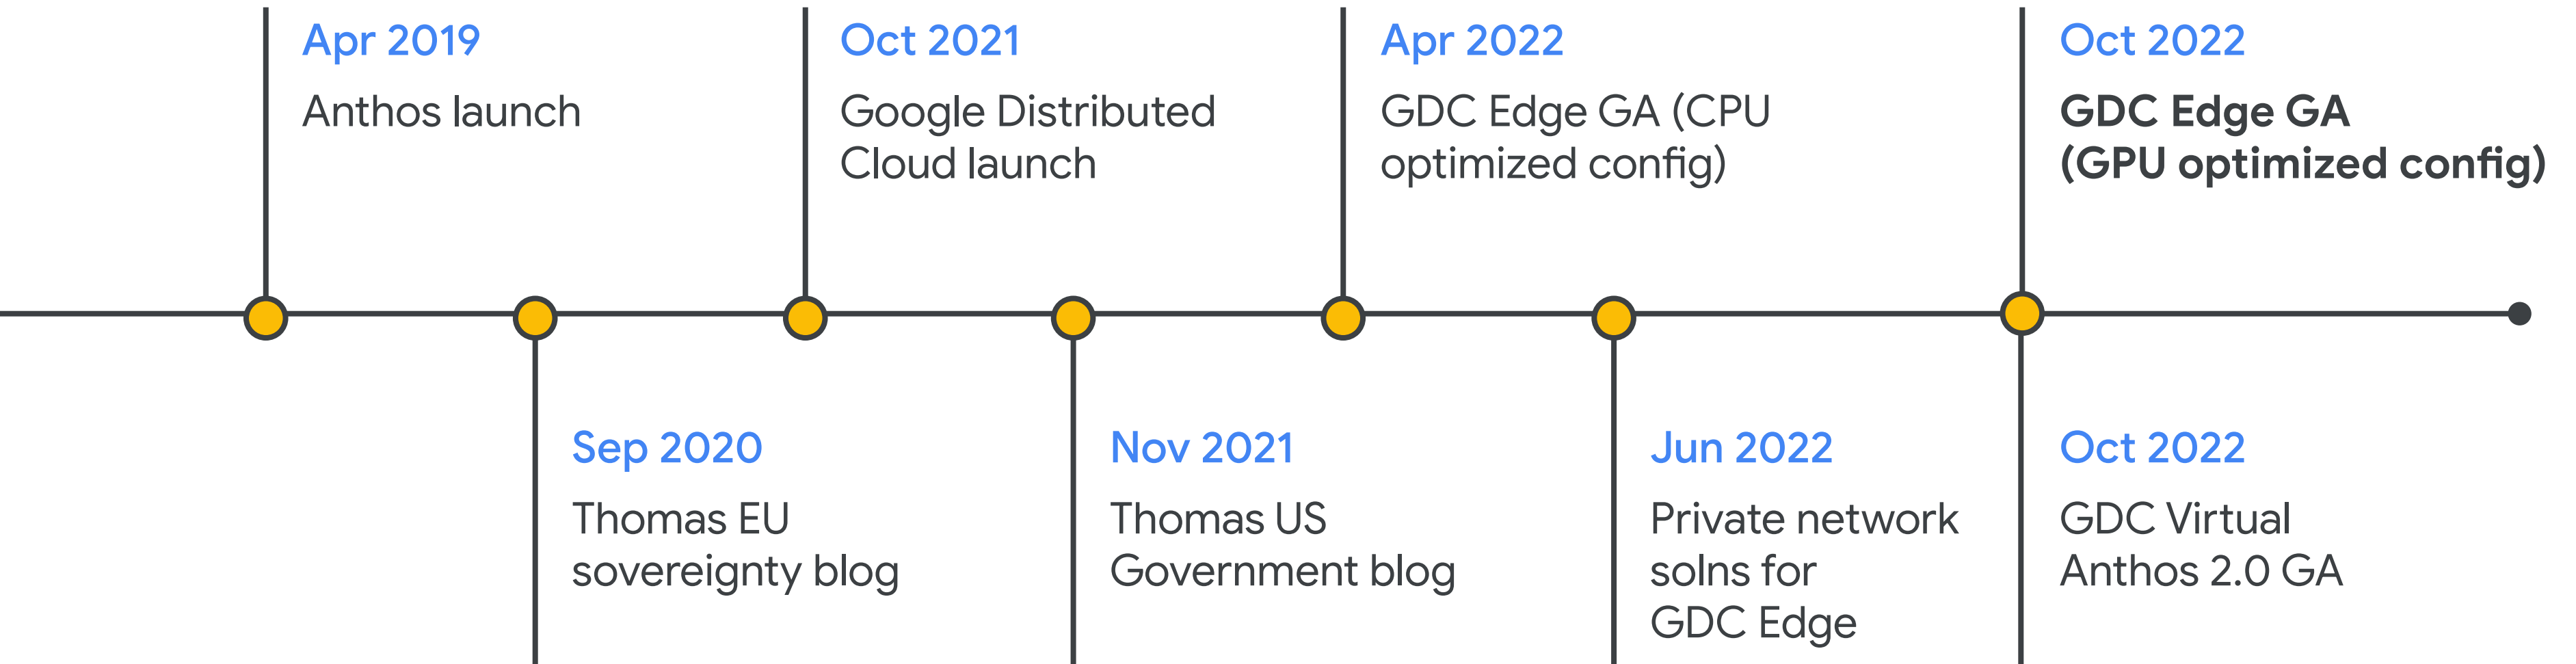 Apr 2019
Anthos launch
Oct 2021
Google Distributed
Cloud launch
Apr 2022
GDC Edge GA (CPU
optimized config)
Oct 2022
GDC Edge GA
(GPU optimized config)
Sep 2020
Thomas EU
sovereignty blog
Nov 2021
Thomas US
Government blog
Jun 2022
Private network
solns for
GDC Edge
Oct 2022
GDC Virtual
Anthos 2.0 GA